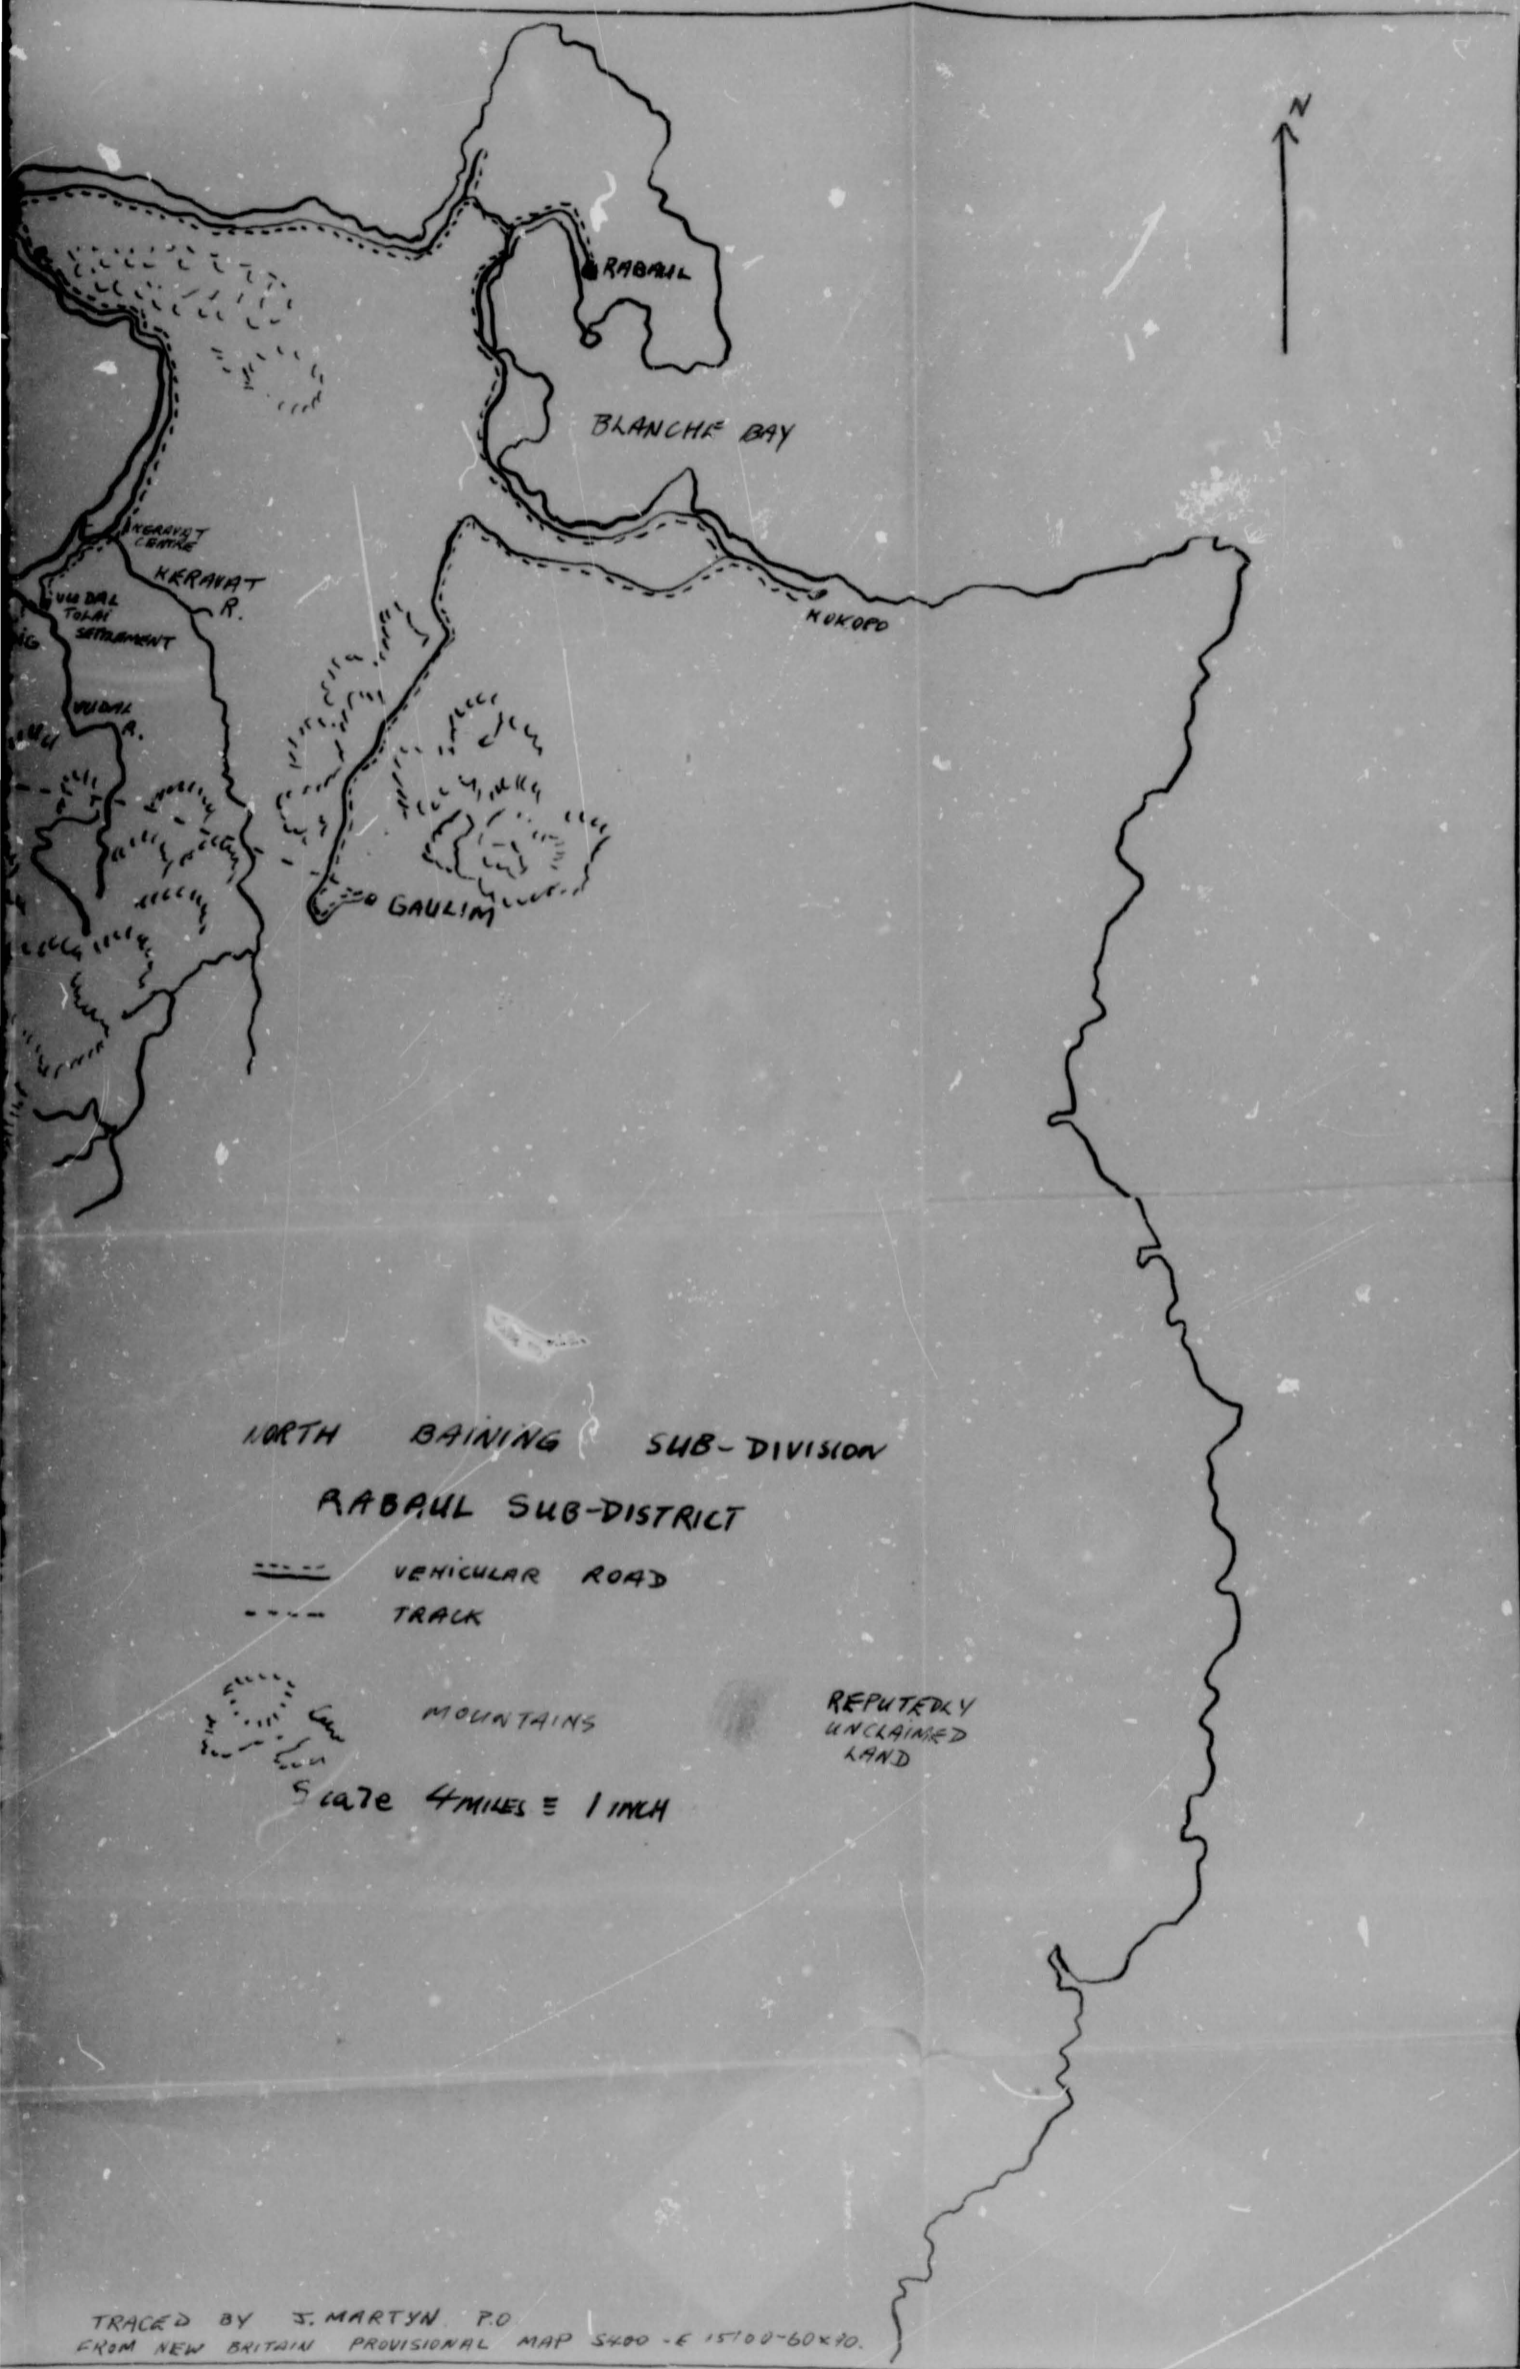 N
RABAUL
BLANCHE BAY
KERAVAT
CENTRE
KERAVAT
R.
VUDAL
TOLAI
SETTLEMENT
KOKOPO
VUDAL
R.
GAULIM
NORTH BAINING SUB-DIVISION
RABAUL SUB-DISTRICT
VEHICULAR ROAD
TRACK
MOUNTAINS
REPUTEDLY
UNCLAIMED
LAND
Scale 4 MILES ≡ 1 INCH
TRACED BY J. MARTYN P.O
FROM NEW BRITAIN PROVISIONAL MAP